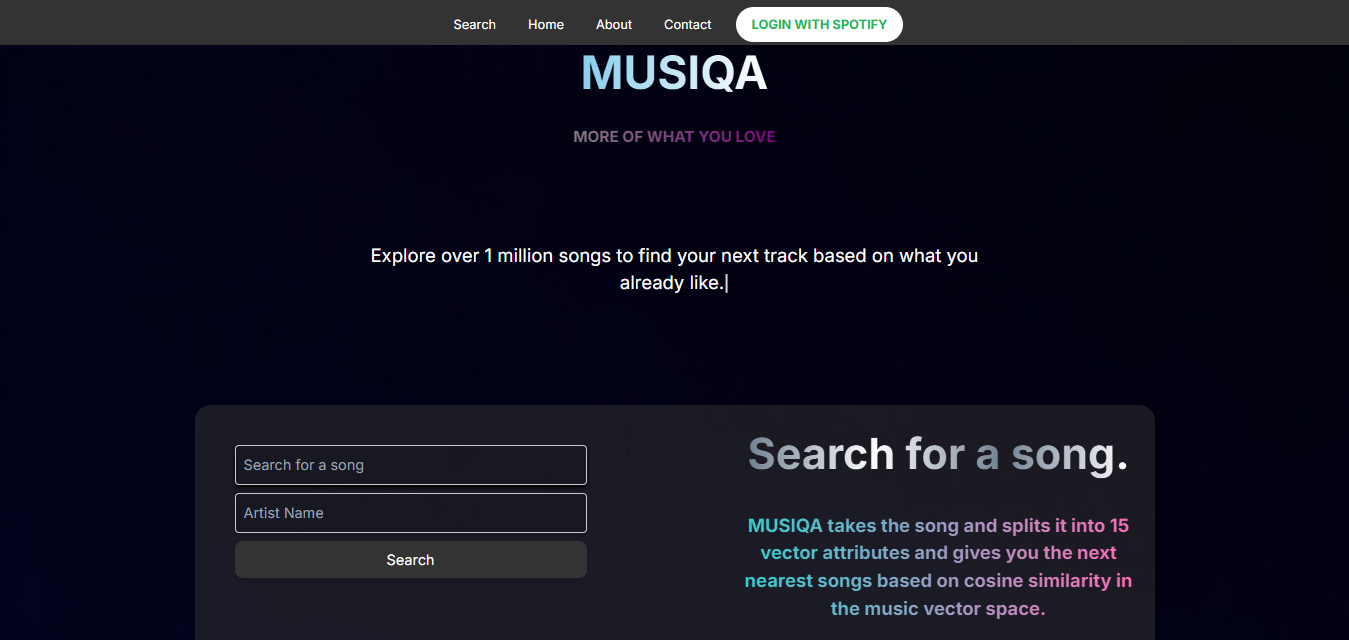 Search Home About Contact LOGIN WITH SPOTIFY
MUSIQA
MORE OF WHAT YOU LOVE
Explore over 1 million songs to find your next track based on what you
already like.|
Search for a song
Artist Name
Search
Search for a song.
MUSIQA takes the song and splits it into 15
vector attributes and gives you the next
nearest songs based on cosine similarity in
the music vector space.